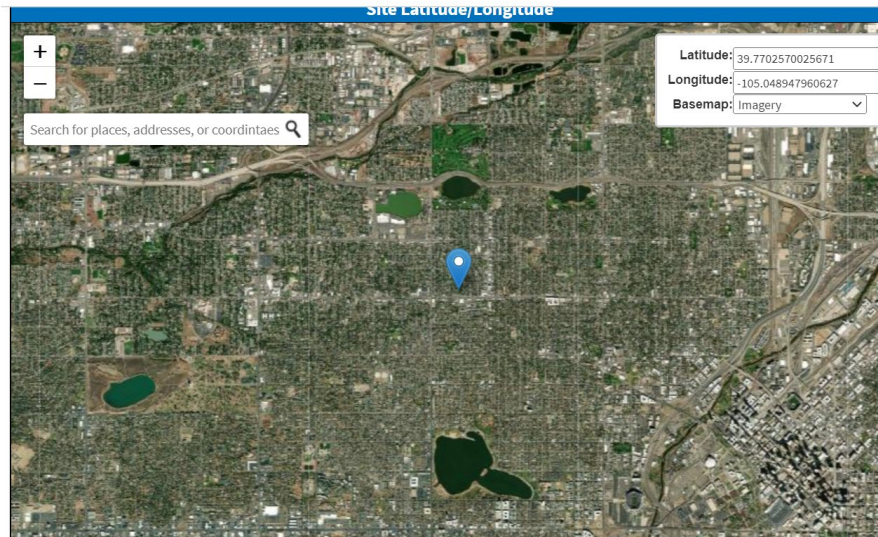 Site Latitude/Longitude
+
−
Search for places, addresses, or coordintaes
Latitude: 39.7702570025671
Longitude: -105.048947960627
Basemap: Imagery